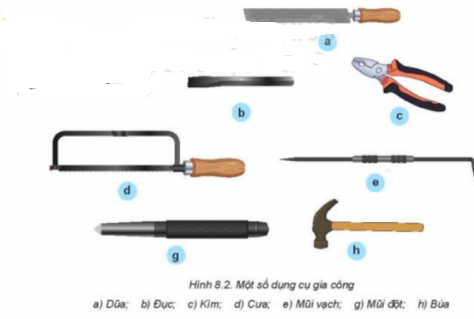 a
b
c
d
e
g
h
Hình 8.2. Một số dụng cụ gia công
a) Dũa; b) Đục; c) Kìm; d) Cưa; e) Mũi vạch; g) Mũi đột; h) Búa